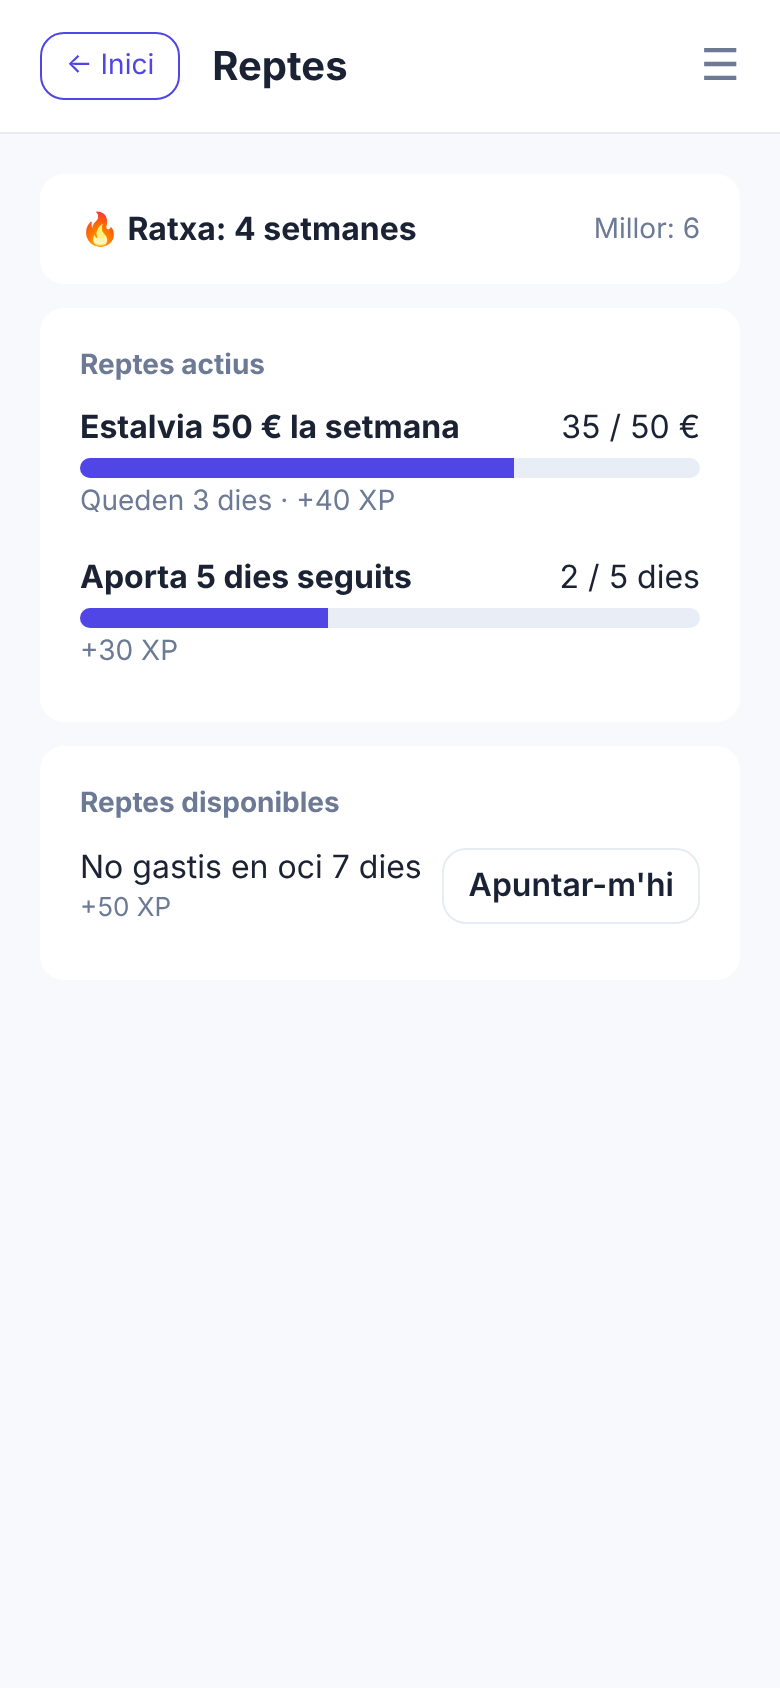 ← Inici
Reptes
☰
🔥 Ratxa: 4 setmanes
Millor: 6
Reptes actius
Estalvia 50 € la setmana
35 / 50 €
Queden 3 dies · +40 XP
Aporta 5 dies seguits
2 / 5 dies
+30 XP
Reptes disponibles
No gastis en oci 7 dies
+50 XP
Apuntar-m'hi